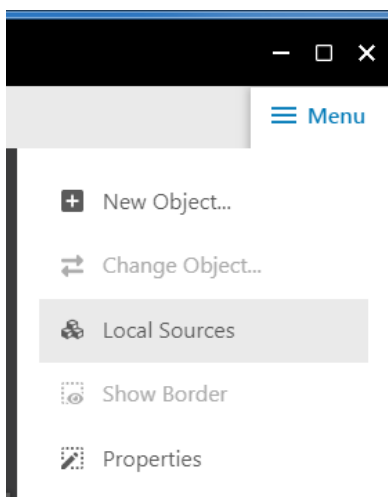 Menu
New Object...
Change Object...
Local Sources
Show Border
Properties